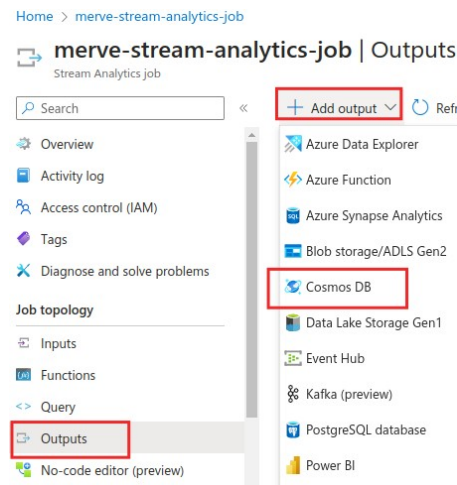 Home > merve-stream-analytics-job
merve-stream-analytics-job | Outputs
Stream Analytics job
Search
«
Overview
Activity log
Access control (IAM)
Tags
Diagnose and solve problems
Job topology
Inputs
Functions
Query
Outputs
No-code editor (preview)
+ Add output
Refr
Azure Data Explorer
Azure Function
Azure Synapse Analytics
Blob storage/ADLS Gen2
Cosmos DB
Data Lake Storage Gen1
Event Hub
Kafka (preview)
PostgreSQL database
Power BI